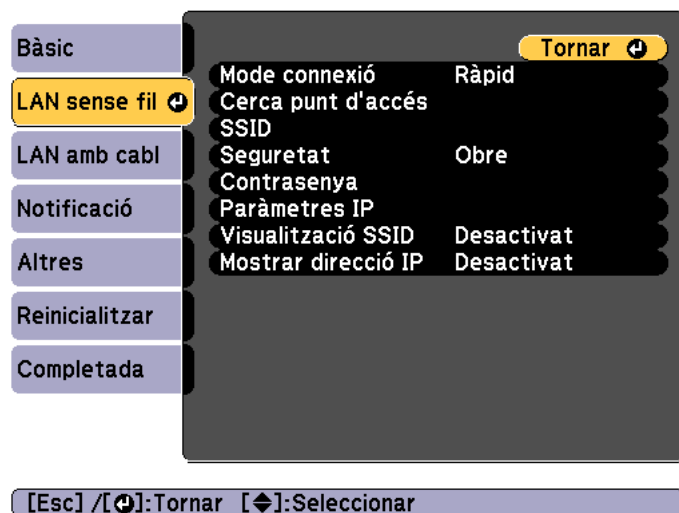 Bàsic
LAN sense fil
LAN amb cabl
Notificació
Altres
Reinicialitzar
Completada
Tornar
Mode connexió Ràpid
Cerca punt d'accés
SSID
Seguretat Obre
Contrasenya
Paràmetres IP
Visualització SSID Desactivat
Mostrar direcció IP Desactivat
[Esc] /[⏎]:Tornar [◆]:Seleccionar